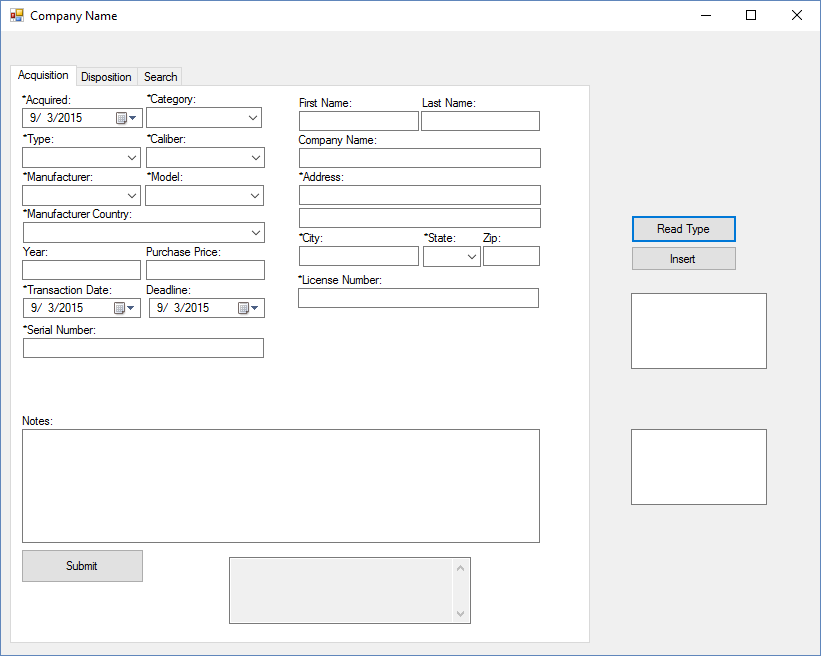 Company Name
Acquisition Disposition Search
*Acquired: *Category:
9/ 3/2015
*Type: *Caliber:
*Manufacturer: *Model:
*Manufacturer Country:
Year: Purchase Price:
*Transaction Date: Deadline:
9/ 3/2015 9/ 3/2015
*Serial Number:
First Name: Last Name:
Company Name:
*Address:
*City: *State: Zip:
*License Number:
Notes:
Submit
Read Type
Insert